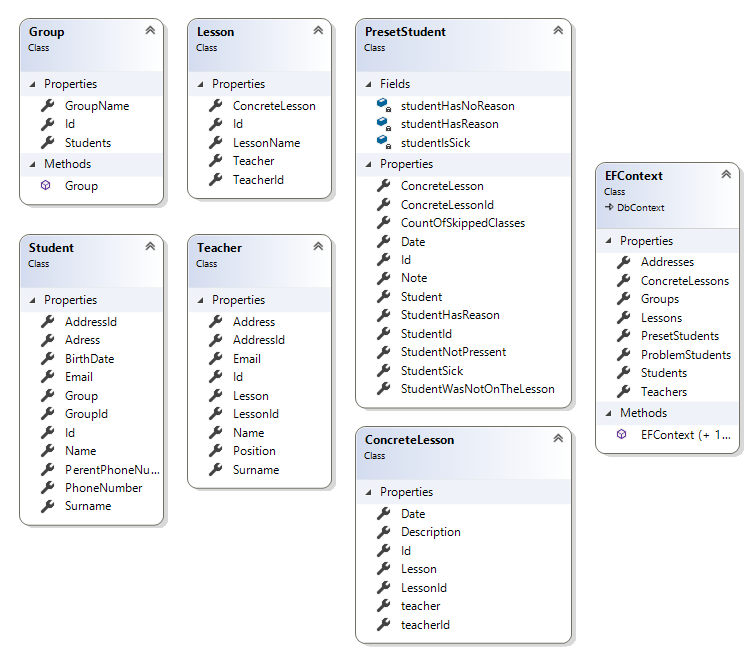 Group
Class
Properties
GroupName
Id
Students
Methods
Group
Lesson
Class
Properties
ConcreteLesson
Id
LessonName
Teacher
TeacherId
PresetStudent
Class
Fields
studentHasNoReason
studentHasReason
studentIsSick
Properties
ConcreteLesson
ConcreteLessonId
CountOfSkippedClasses
Date
Id
Note
Student
StudentHasReason
StudentId
StudentNotPressent
StudentSick
StudentWasNotOnTheLesson
EFContext
Class
DbContext
Properties
Addresses
ConcreteLessons
Groups
Lessons
PresetStudents
ProblemStudents
Students
Teachers
Methods
EFContext (+ 1...
Student
Class
Properties
AddressId
Adress
BirthDate
Email
Group
GroupId
Id
Name
PerentPhoneNu...
PhoneNumber
Surname
Teacher
Class
Properties
Address
AddressId
Email
Id
Lesson
LessonId
Name
Position
Surname
ConcreteLesson
Class
Properties
Date
Description
Id
Lesson
LessonId
teacher
teacherId